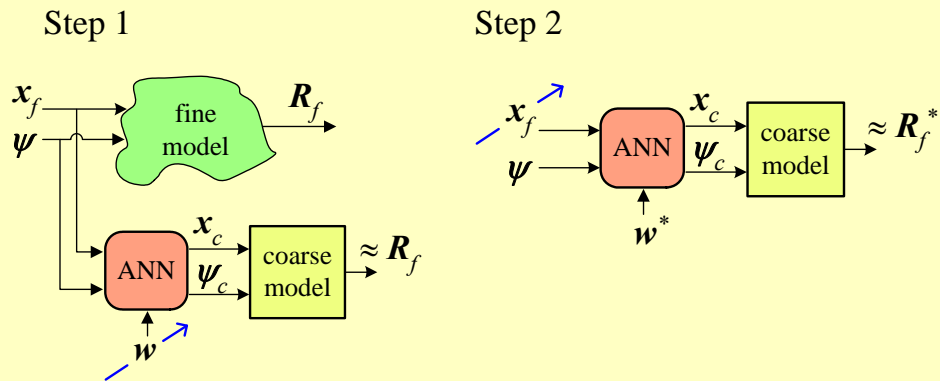 Step 1
x_f
ψ
fine
model
R_f
ANN
x_c
ψ_c
coarse
model
≈ R_f
w
Step 2
x_f
ψ
ANN
x_c
ψ_c
coarse
model
≈ R_f^*
w^*